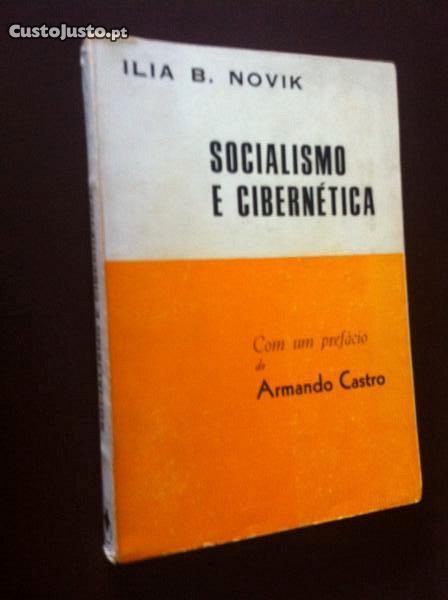 CustoJusto.pt
ILIA B. NOVIK
SOCIALISMO
E CIBERNÉTICA
Com um prefácio
de
Armando Castro